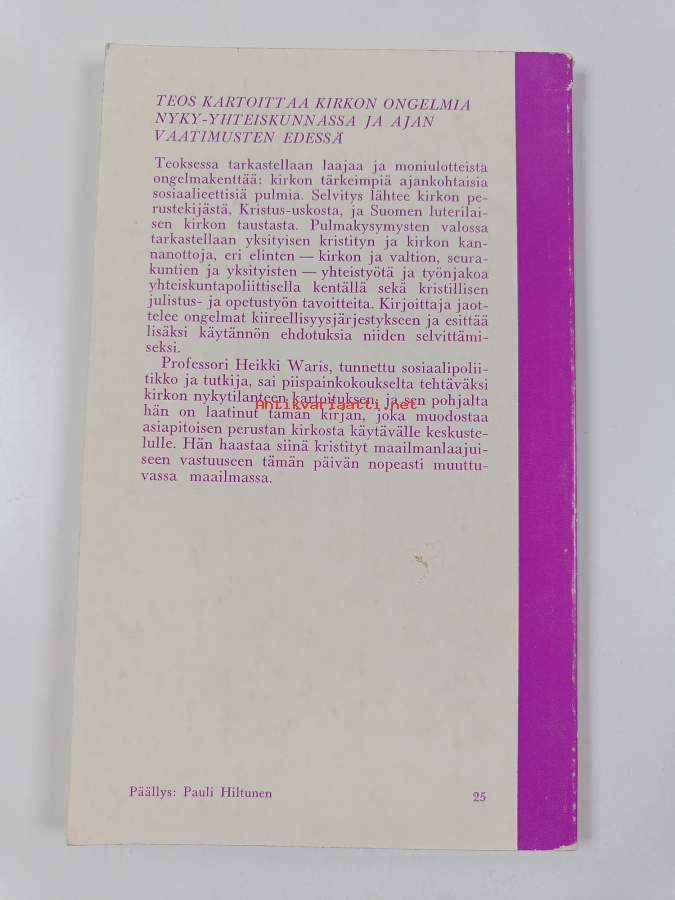 TEOS KARTOITTAA KIRKON ONGELMIA
NYKY-YHTEISKUNNASSA JA AJAN
VAATIMUSTEN EDESSÄ
Teoksessa tarkastellaan laajaa ja moniulotteista
ongelmakenttää: kirkon tärkeimpiä ajankohtaisia
sosiaalieettisiä pulmia. Selvitys lähtee kirkon pe-
rustekijästä, Kristus-uskosta, ja Suomen luterilai-
sen kirkon taustasta. Pulmakysymysten valossa
tarkastellaan yksityisen kristityn ja kirkon kan-
nanottoja, eri elinten — kirkon ja valtion, seura-
kuntien ja yksityisten — yhteistyötä ja työnjakoa
yhteiskuntapoliittisella kentällä sekä kristillisen
julistus- ja opetustyön tavoitteita. Kirjoittaja jaot-
telee ongelmat kiireellisyysjärjestykseen ja esittää
lisäksi käytännön ehdotuksia niiden selvittämi-
seksi.
Professori Heikki Waris, tunnettu sosiaalipolii-
tikko ja tutkija, sai piispainkokoukselta tehtäväksi
kirkon nykytilanteen kartoituksen, ja sen pohjalta
Antikvariaatti.net
hän on laatinut tämän kirjan, joka muodostaa
asiapitoisen perustan kirkosta käytävälle keskuste-
lulle. Hän haastaa siinä kristityt maailmanlaajui-
seen vastuuseen tämän päivän nopeasti muuttu-
vassa maailmassa.
Päällys: Pauli Hiltunen
25